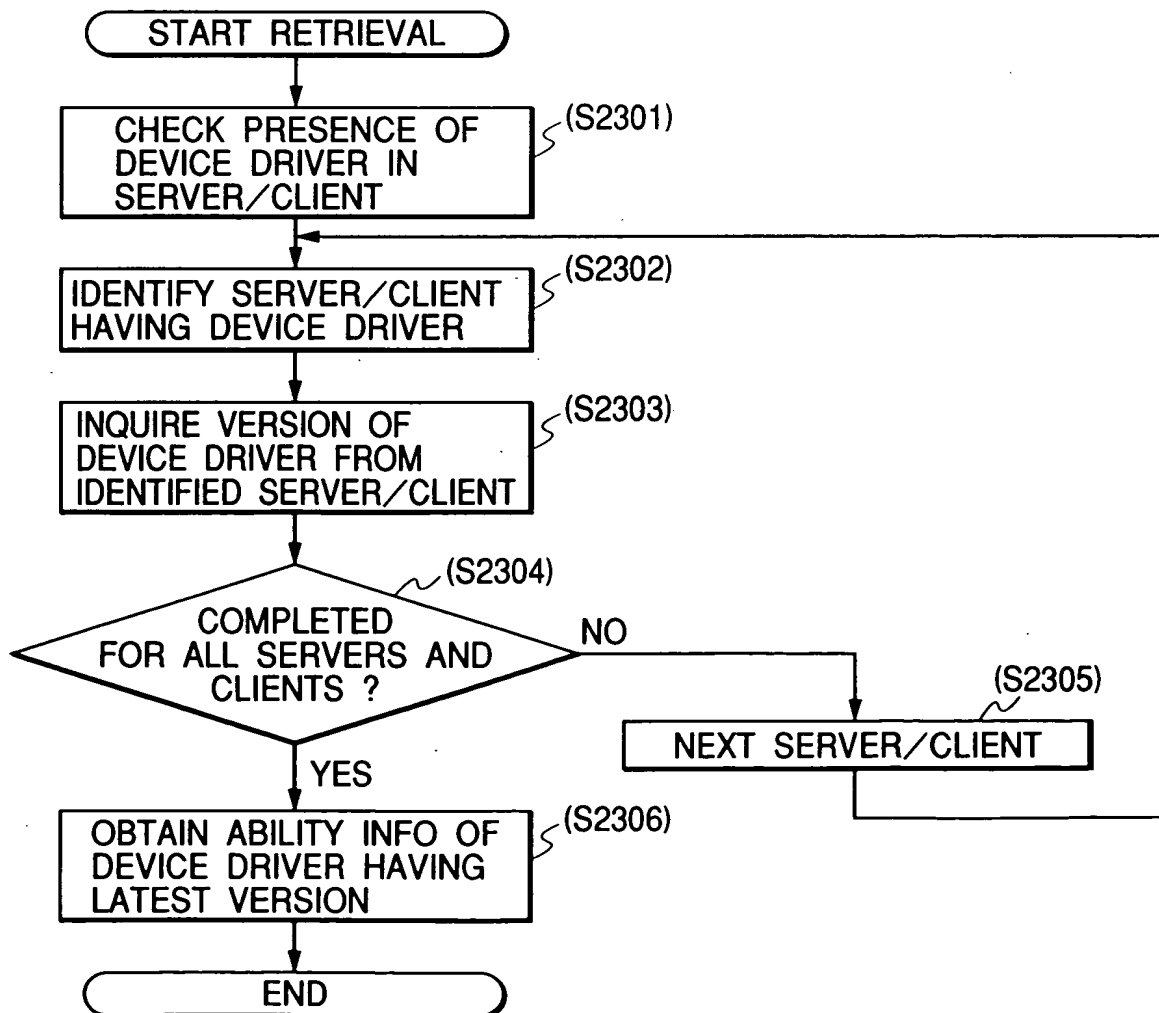 START RETRIEVAL
CHECK PRESENCE OF
DEVICE DRIVER IN
SERVER/CLIENT
(S2301)
IDENTIFY SERVER/CLIENT
HAVING DEVICE DRIVER
(S2302)
INQUIRE VERSION OF
DEVICE DRIVER FROM
IDENTIFIED SERVER/CLIENT
(S2303)
COMPLETED
FOR ALL SERVERS AND
CLIENTS ?
(S2304)
NO
NEXT SERVER/CLIENT
(S2305)
YES
OBTAIN ABILITY INFO OF
DEVICE DRIVER HAVING
LATEST VERSION
(S2306)
END